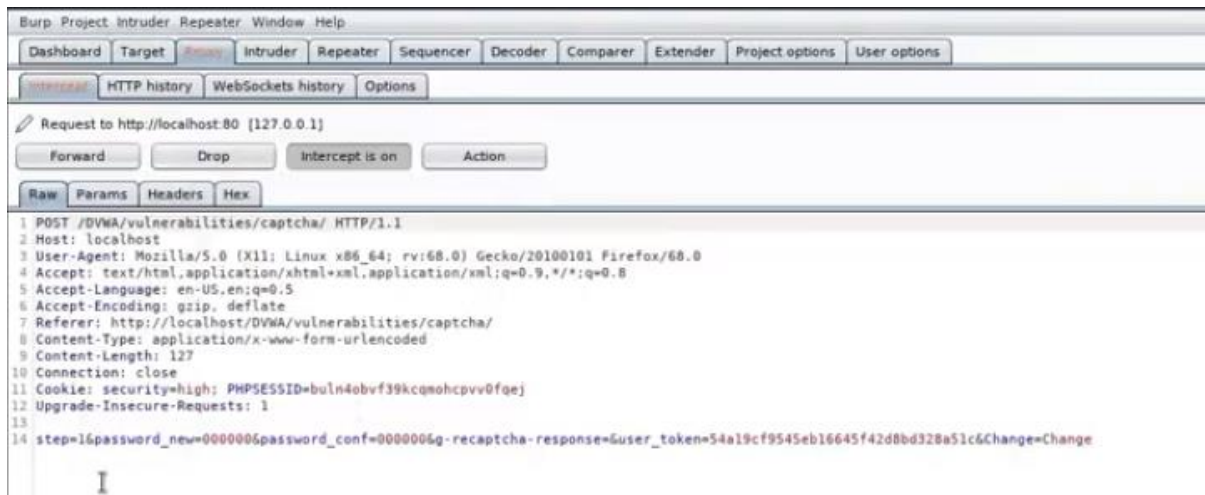 Burp Project Intruder Repeater Window Help
Dashboard Target Proxy Intruder Repeater Sequencer Decoder Comparer Extender Project options User options
Intercept HTTP history WebSockets history Options
Request to http://localhost:80 [127.0.0.1]
Forward Drop Intercept is on Action
Raw Params Headers Hex
1 POST /DVWA/vulnerabilities/captcha/ HTTP/1.1
2 Host: localhost
3 User-Agent: Mozilla/5.0 (X11; Linux x86_64; rv:68.0) Gecko/20100101 Firefox/68.0
4 Accept: text/html,application/xhtml+xml,application/xml;q=0.9,*/*;q=0.8
5 Accept-Language: en-US,en;q=0.5
6 Accept-Encoding: gzip, deflate
7 Referer: http://localhost/DVWA/vulnerabilities/captcha/
8 Content-Type: application/x-www-form-urlencoded
9 Content-Length: 127
10 Connection: close
11 Cookie: security=high; PHPSESSID=buln4obvf39kcqmohcpvv0fqej
12 Upgrade-Insecure-Requests: 1
13
14 step=1&password_new=000000&password_conf=000000&g-recaptcha-response=&user_token=54a19cf9545eb16645f42d8bd328a51c&Change=Change